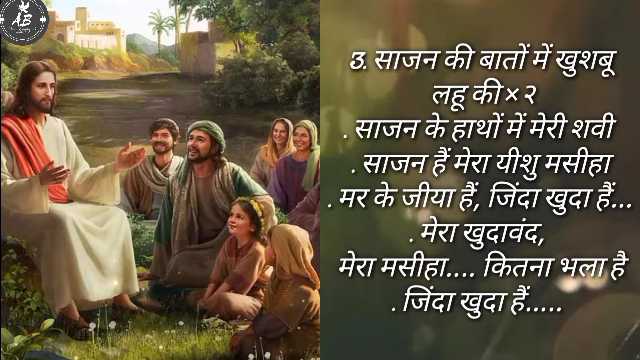 3. साजन की बातों में खुशबू
लहू की×२
. साजन के हाथों में मेरी शवी
. साजन हैं मेरा यीशु मसीहा
. मर के जीया हैं, जिंदा खुदा हैं...
. मेरा खुदावंद,
मेरा मसीहा.... कितना भला है
. जिंदा खुदा हैं.....